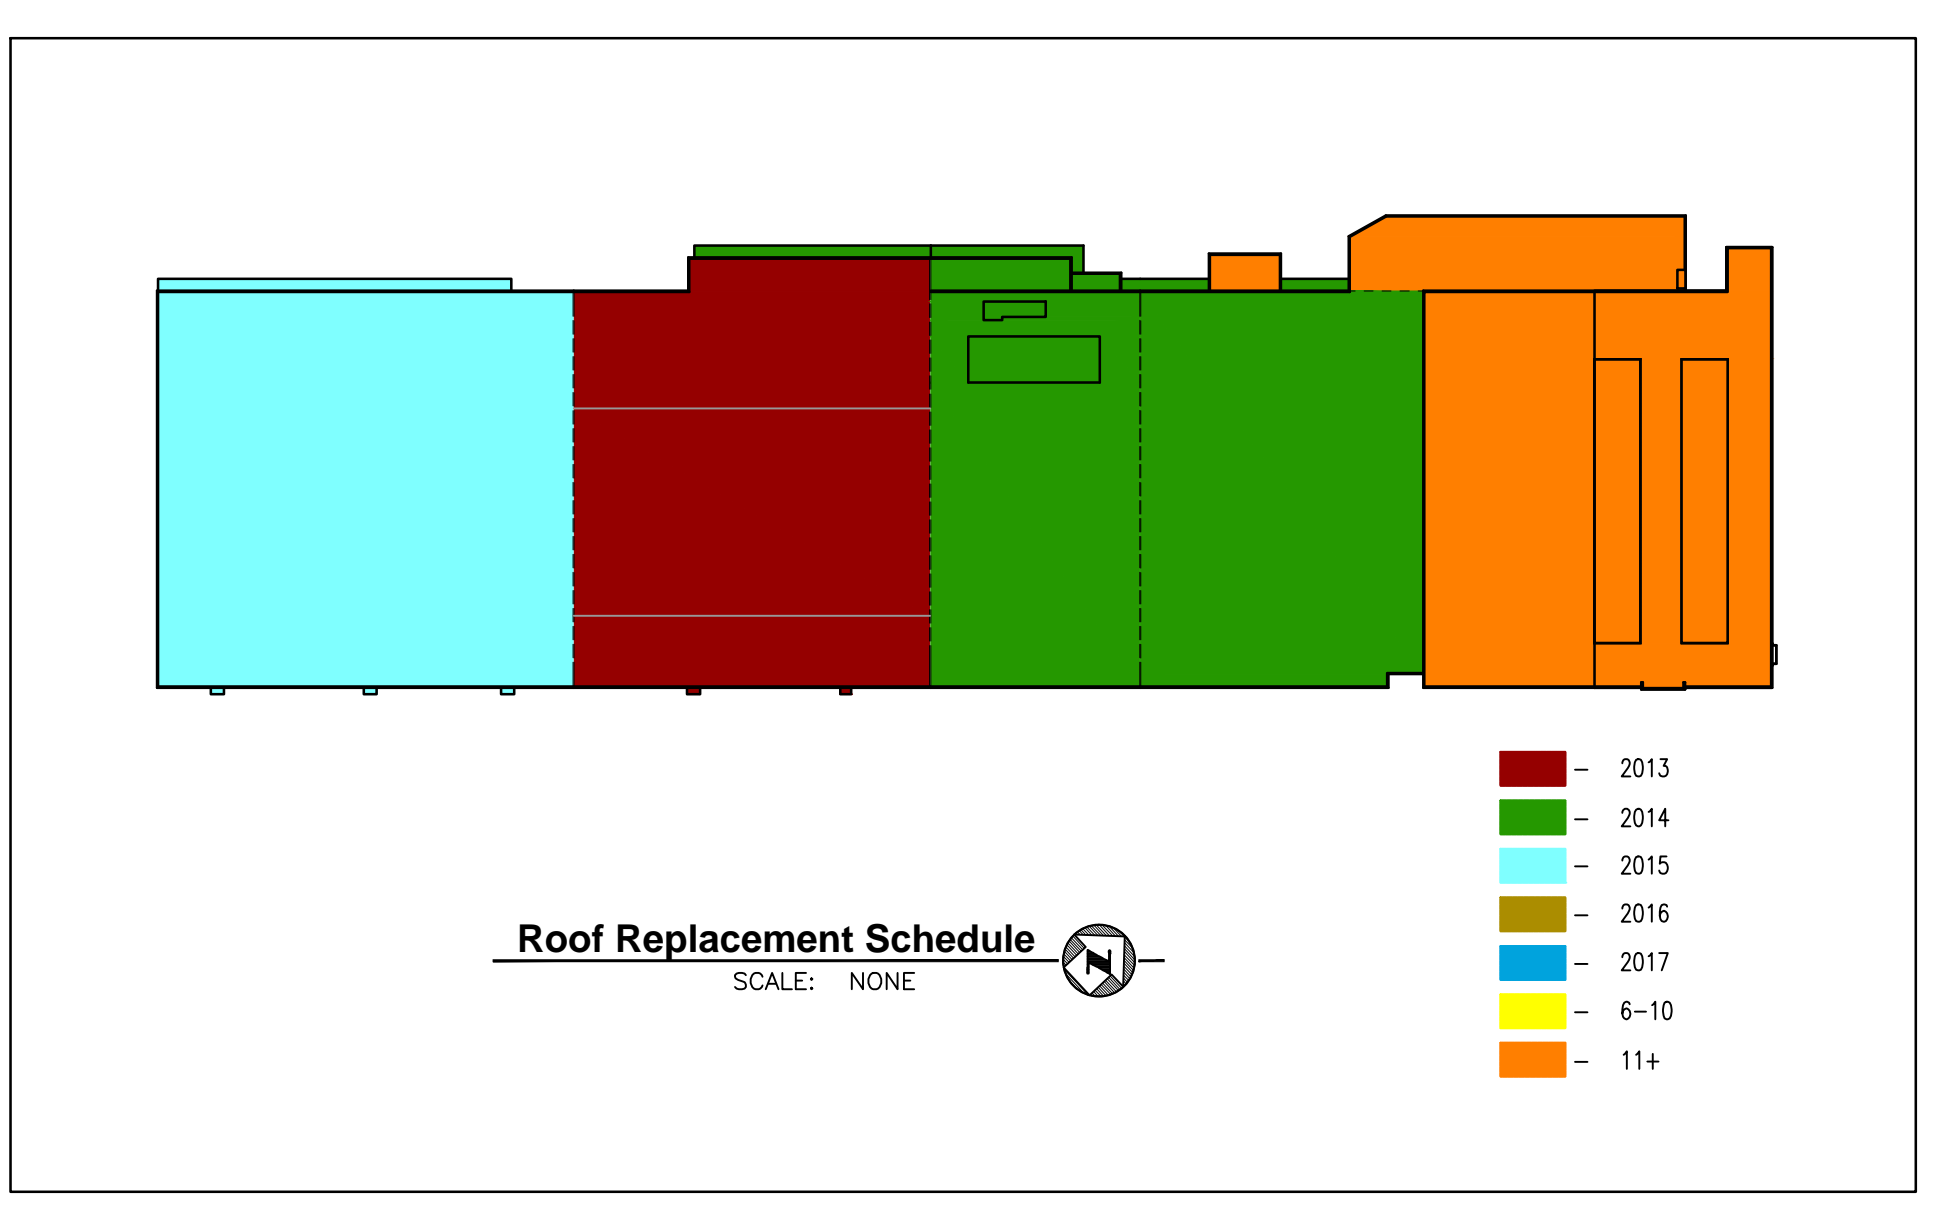 – 2013
– 2014
– 2015
– 2016
– 2017
– 6–10
– 11+
Roof Replacement Schedule
SCALE: NONE
N